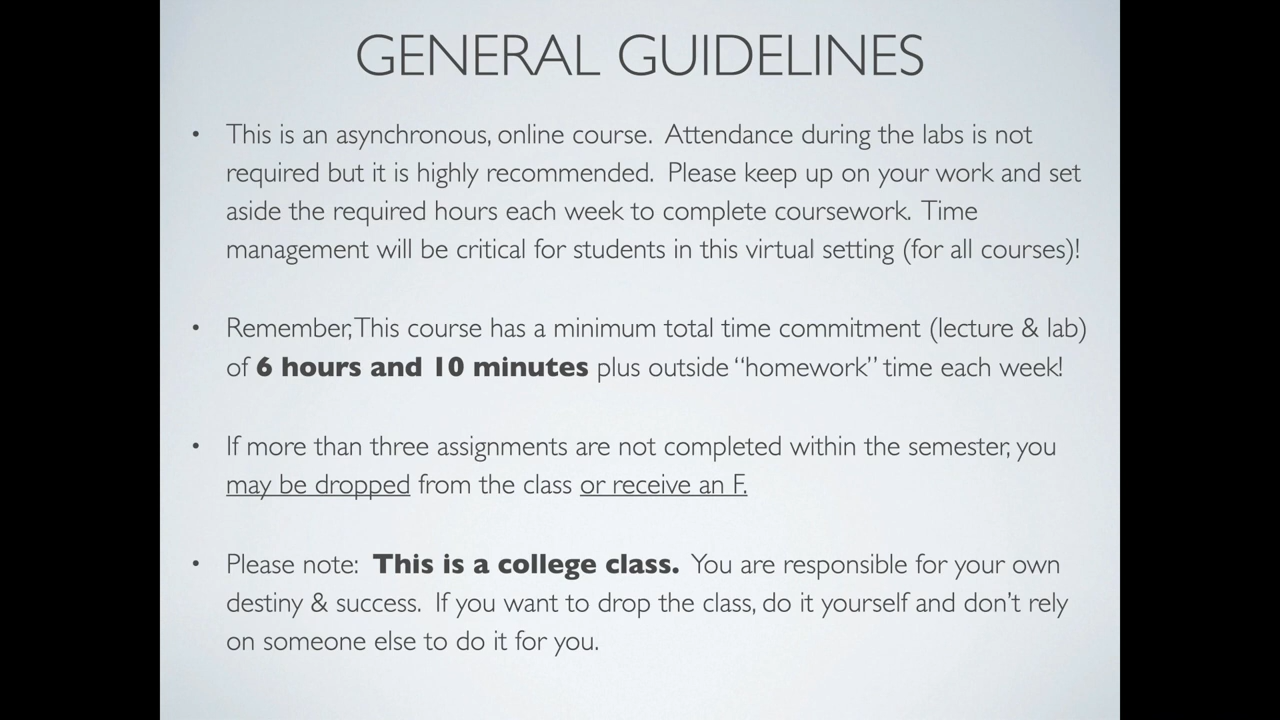 GENERAL GUIDELINES
• This is an asynchronous, online course.  Attendance during the labs is not
required but it is highly recommended.  Please keep up on your work and set
aside the required hours each week to complete coursework.  Time
management will be critical for students in this virtual setting (for all courses)!
• Remember, This course has a minimum total time commitment (lecture & lab)
of 6 hours and 10 minutes plus outside “homework” time each week!
• If more than three assignments are not completed within the semester, you
may be dropped from the class or receive an F.
• Please note:  This is a college class.  You are responsible for your own
destiny & success.  If you want to drop the class, do it yourself and don’t rely
on someone else to do it for you.